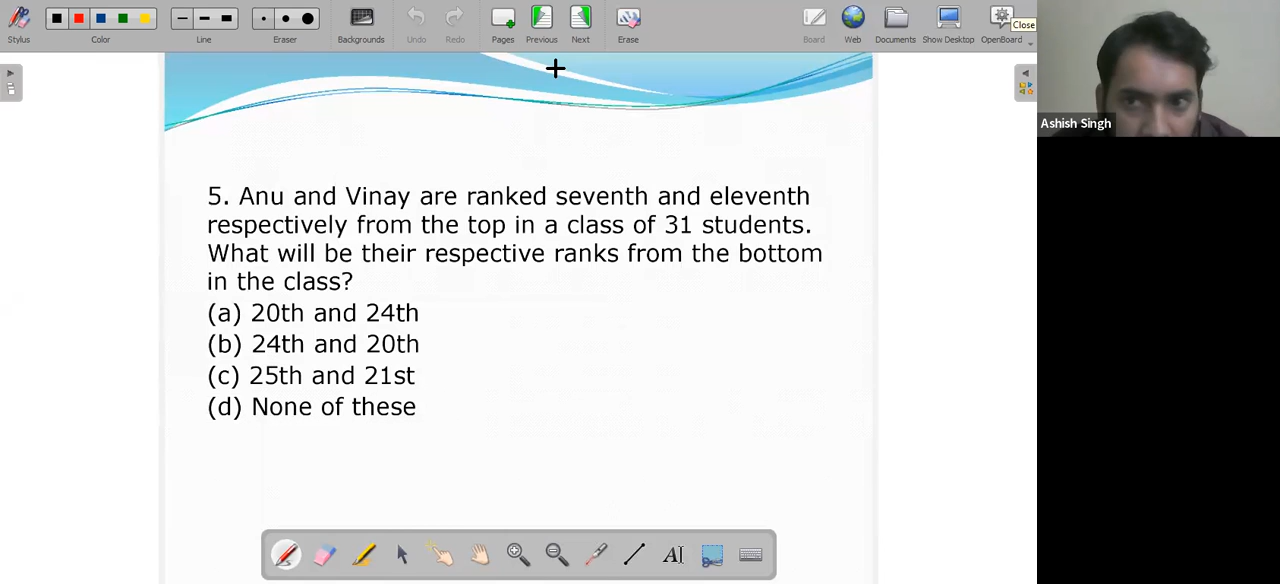 Stylus
Color
Line
Eraser
Backgrounds
Undo
Redo
Pages
Previous
Next
Erase
Board
Web
Documents
Show Desktop
OpenBoard
Close
Ashish Singh
5. Anu and Vinay are ranked seventh and eleventh
respectively from the top in a class of 31 students.
What will be their respective ranks from the bottom
in the class?
(a) 20th and 24th
(b) 24th and 20th
(c) 25th and 21st
(d) None of these
AI